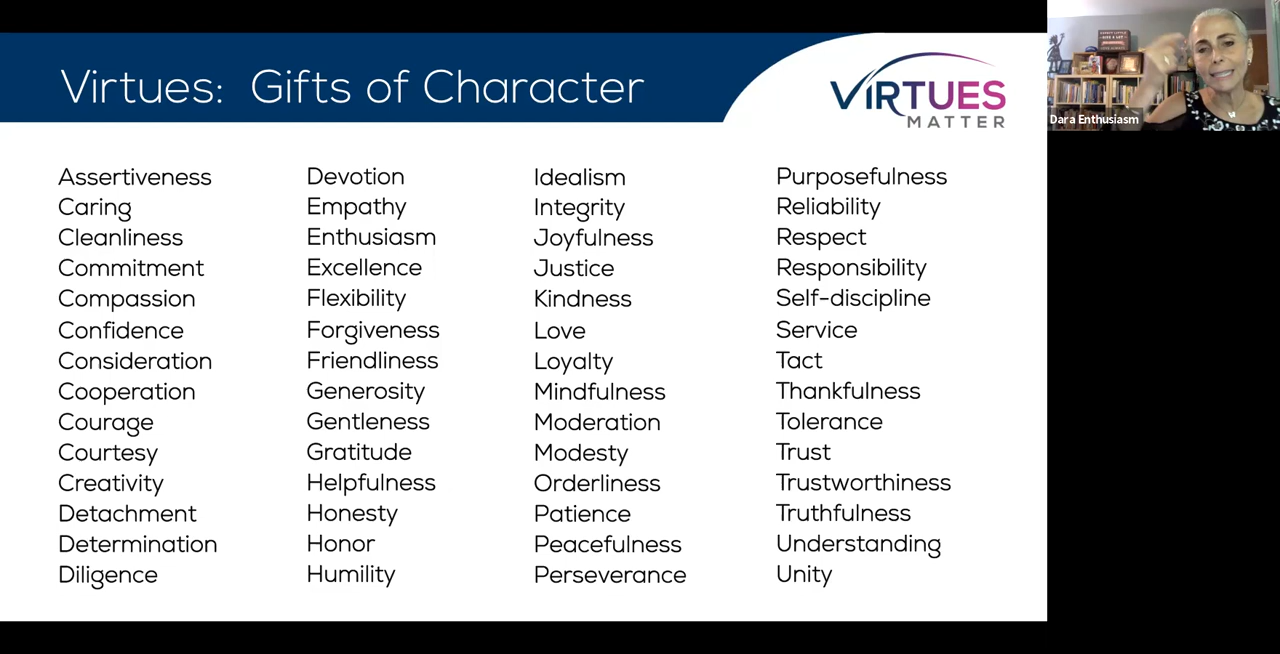 Virtues: Gifts of Character
VIRTUES
MATTER
Dara Enthusiasm
Assertiveness
Caring
Cleanliness
Commitment
Compassion
Confidence
Consideration
Cooperation
Courage
Courtesy
Creativity
Detachment
Determination
Diligence
Devotion
Empathy
Enthusiasm
Excellence
Flexibility
Forgiveness
Friendliness
Generosity
Gentleness
Gratitude
Helpfulness
Honesty
Honor
Humility
Idealism
Integrity
Joyfulness
Justice
Kindness
Love
Loyalty
Mindfulness
Moderation
Modesty
Orderliness
Patience
Peacefulness
Perseverance
Purposefulness
Reliability
Respect
Responsibility
Self-discipline
Service
Tact
Thankfulness
Tolerance
Trust
Trustworthiness
Truthfulness
Understanding
Unity